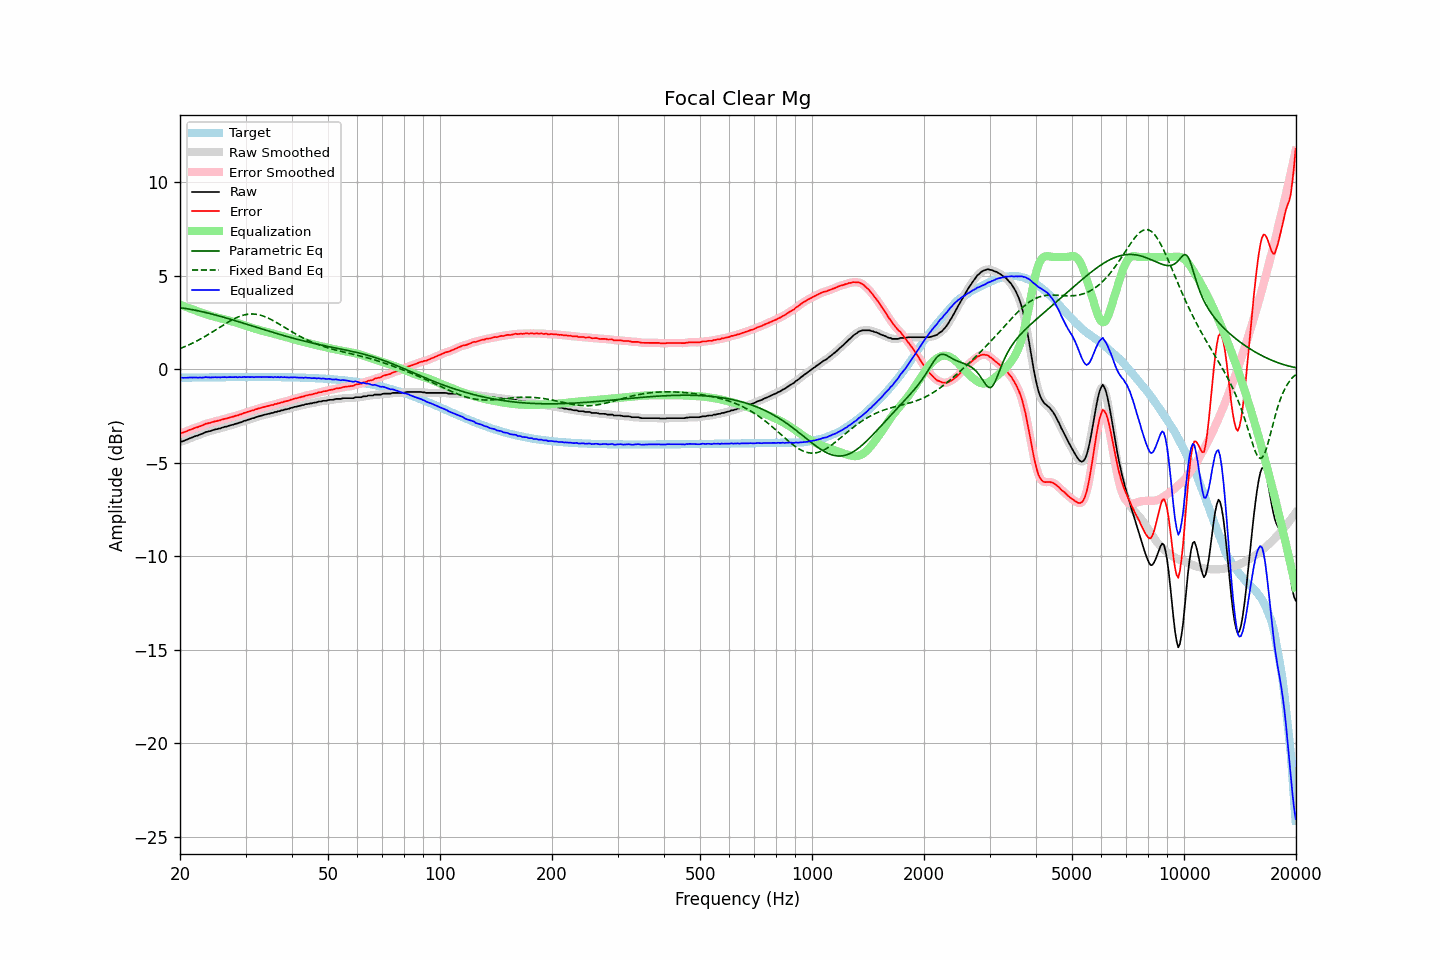 Focal Clear Mg
Target
Raw Smoothed
Error Smoothed
Raw
Error
Equalization
Parametric Eq
Fixed Band Eq
Equalized
10
5
0
−5
−10
−15
−20
−25
Amplitude (dBr)
20 50 100 200 500 1000 2000 5000 10000 20000
Frequency (Hz)